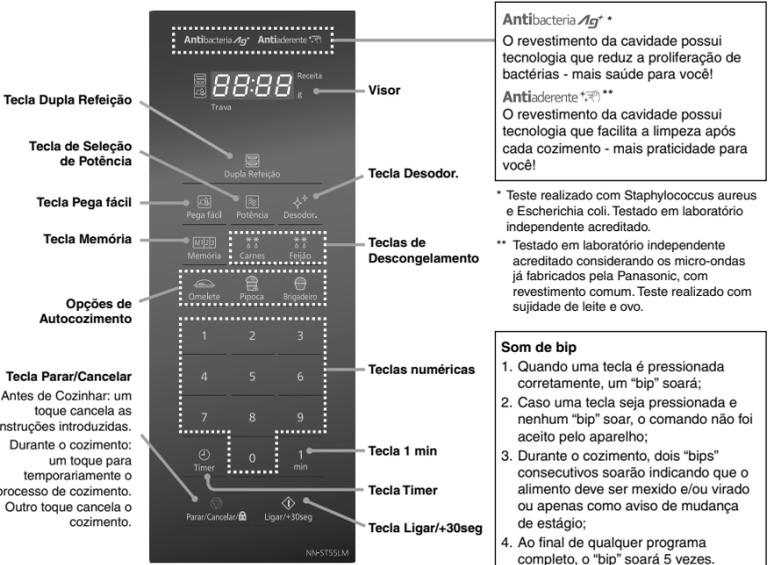 Antibacteria Ag+ Antiaderente
88:88 Receita
g
Trava
Dupla Refeição
Pega fácil Potência Desodor.
M123
Memória Carnes Feijão
Omelete Pipoca Brigadeiro
1 2 3
4 5 6
7 8 9
Timer 0 1 min
Parar/Cancelar/ Ligar/+30seg
NN-ST55LM
Tecla Dupla Refeição
Tecla de Seleção
de Potência
Tecla Pega fácil
Tecla Memória
Opções de
Autocozimento
Tecla Parar/Cancelar
Antes de Cozinhar: um
toque cancela as
nstruções introduzidas.
Durante o cozimento:
um toque para
temporariamente o
processo de cozimento.
Outro toque cancela o
cozimento.
Visor
Tecla Desodor.
Teclas de
Descongelamento
Teclas numéricas
Tecla 1 min
Tecla Timer
Tecla Ligar/+30seg
Antibacteria Ag+ *
O revestimento da cavidade possui
tecnologia que reduz a proliferação de
bactérias - mais saúde para você!
Antiaderente **
O revestimento da cavidade possui
tecnologia que facilita a limpeza após
cada cozimento - mais praticidade para
você!
* Teste realizado com Staphylococcus aureus
e Escherichia coli. Testado em laboratório
independente acreditado.
** Testado em laboratório independente
acreditado considerando os micro-ondas
já fabricados pela Panasonic, com
revestimento comum. Teste realizado com
sujidade de leite e ovo.
Som de bip
1. Quando uma tecla é pressionada
corretamente, um “bip” soará;
2. Caso uma tecla seja pressionada e
nenhum “bip” soar, o comando não foi
aceito pelo aparelho;
3. Durante o cozimento, dois “bips”
consecutivos soarão indicando que o
alimento deve ser mexido e/ou virado
ou apenas como aviso de mudança
de estágio;
4. Ao final de qualquer programa
completo, o “bip” soará 5 vezes.